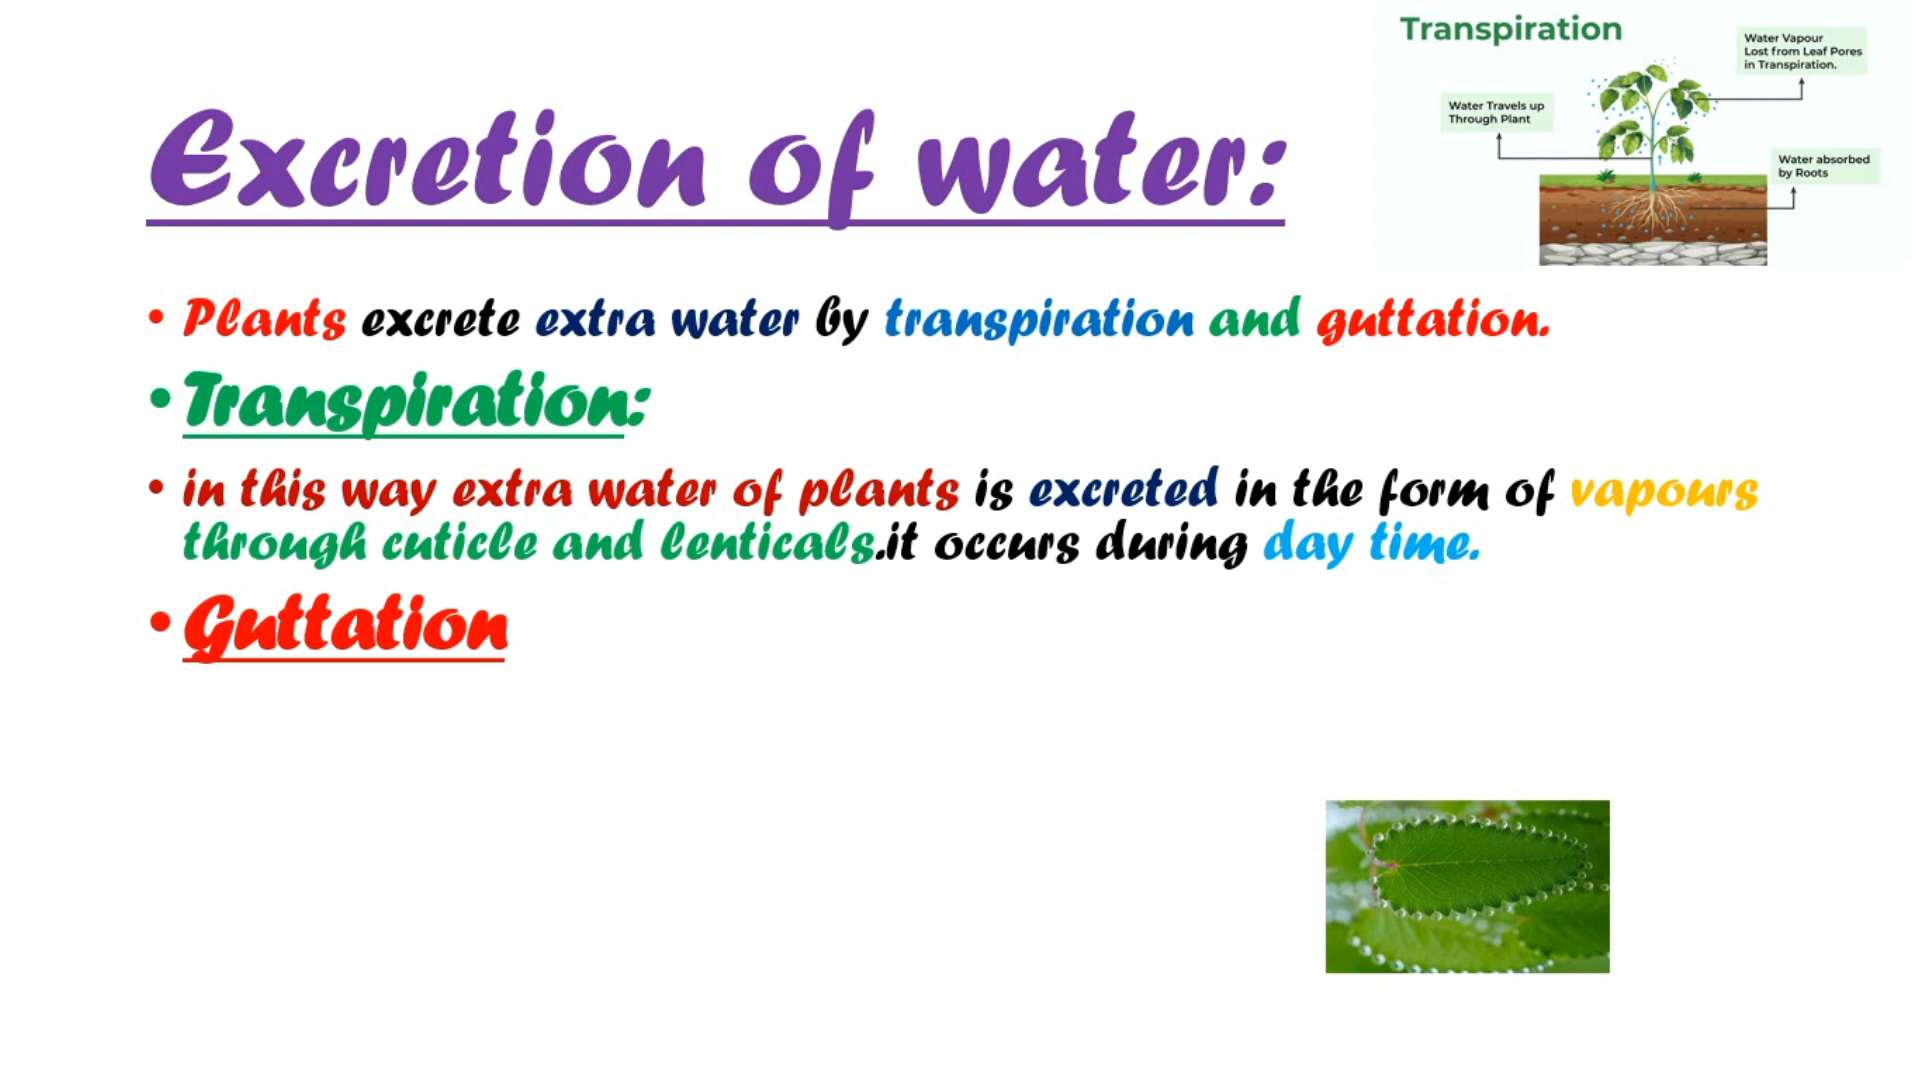 Transpiration
Water Vapour
Lost from Leaf Pores
in Transpiration.
Water Travels up
Through Plant
Water absorbed
by Roots
Excretion of water:
• Plants excrete extra water by transpiration and guttation.
• Transpiration:
• in this way extra water of plants is excreted in the form of vapours
through cuticle and lenticals.it occurs during day time.
• Guttation